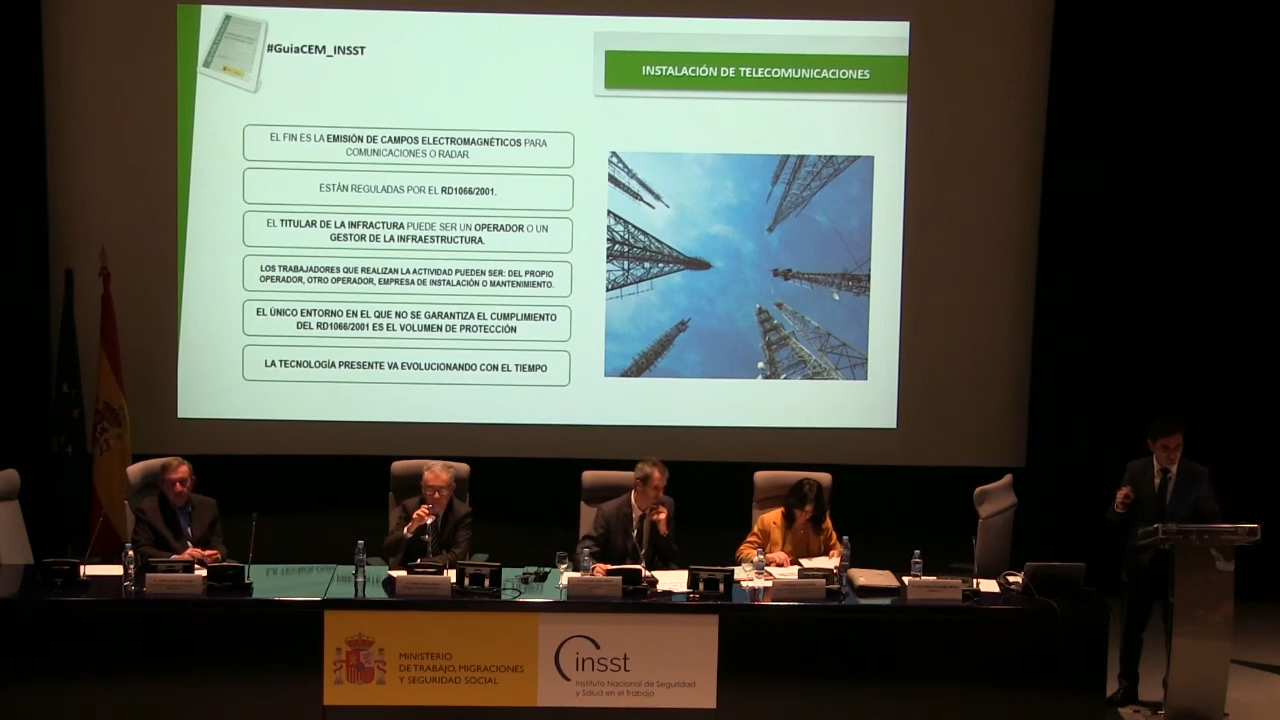 #GuiaCEM_INSST
INSTALACIÓN DE TELECOMUNICACIONES
EL FIN ES LA EMISIÓN DE CAMPOS ELECTROMAGNÉTICOS PARA
COMUNICACIONES O RADAR.
ESTÁN REGULADAS POR EL RD1066/2001.
EL TITULAR DE LA INFRACTURA PUEDE SER UN OPERADOR O UN
GESTOR DE LA INFRAESTRUCTURA.
LOS TRABAJADORES QUE REALIZAN LA ACTIVIDAD PUEDEN SER: DEL PROPIO
OPERADOR, OTRO OPERADOR, EMPRESA DE INSTALACIÓN O MANTENIMIENTO.
EL ÚNICO ENTORNO EN EL QUE NO SE GARANTIZA EL CUMPLIMIENTO
DEL RD1066/2001 ES EL VOLUMEN DE PROTECCIÓN
LA TECNOLOGÍA PRESENTE VA EVOLUCIONANDO CON EL TIEMPO
MINISTERIO
DE TRABAJO, MIGRACIONES
Y SEGURIDAD SOCIAL
insst
Instituto Nacional de Seguridad
y Salud en el Trabajo